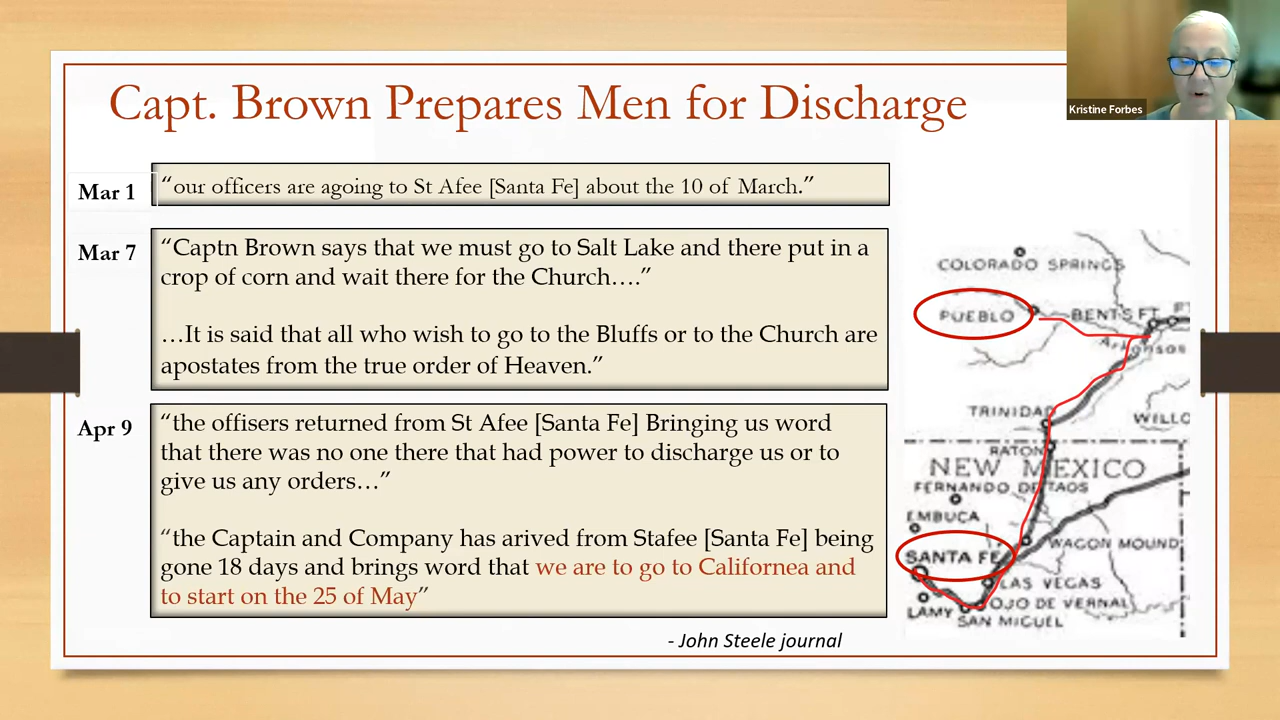 Capt. Brown Prepares Men for Discharge
Kristine Forbes
Mar 1
“our officers are agoing to St Afee [Santa Fe] about the 10 of March.”
Mar 7
“Captn Brown says that we must go to Salt Lake and there put in a
crop of corn and wait there for the Church….”
…It is said that all who wish to go to the Bluffs or to the Church are
apostates from the true order of Heaven.”
Apr 9
“the offisers returned from St Afee [Santa Fe] Bringing us word
that there was no one there that had power to discharge us or to
give us any orders…”
“the Captain and Company has arived from Stafee [Santa Fe] being
gone 18 days and brings word that we are to go to Californea and
to start on the 25 of May”
- John Steele journal
COLORADO SPRINGS
PUEBLO
BENT'S FT.
Arkansas
TRINIDAD
WILLO
RATON
NEW MEXICO
FERNANDO DE TAOS
EMBUCA
WAGON MOUND
SANTA FE
LAS VEGAS
LAMY
OJO DE VERNAL
SAN MIGUEL